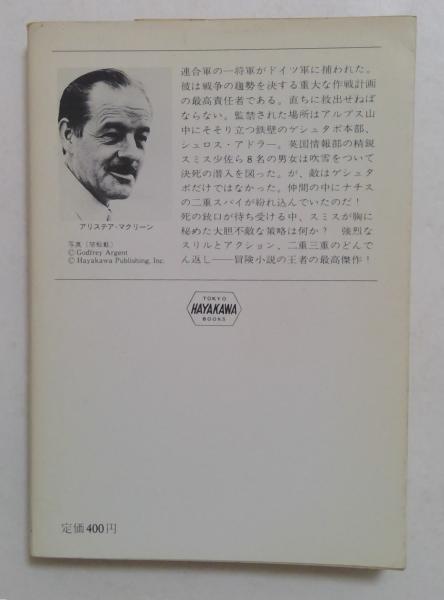 連合軍の一将軍がドイツ軍に捕われた。
彼は戦争の趨勢を決する重大な作戦計画
の最高責任者である。直ちに救出せねば
ならない。監禁された場所はアルプス山
中にそそり立つ鉄壁のゲシュタポ本部、
シュロス・アドラー。英国情報部の精鋭
スミス少佐ら8名の男女は吹雪をついて
決死の潜入を図った。が、敵はゲシュタ
ポだけではなかった。仲間の中にナチス
の二重スパイが紛れ込んでいたのだ!
死の銃口が待ち受ける中、スミスが胸に
秘めた大胆不敵な策略は何か? 強烈な
スリルとアクション、二重三重のどんで
ん返し——冒険小説の王者の最高傑作!
アリステア・マクリーン
写真〔禁転載〕
©Godfrey Argent
©Hayakawa Publishing, Inc.
TOKYO
HAYAKAWA
BOOKS
定価400円